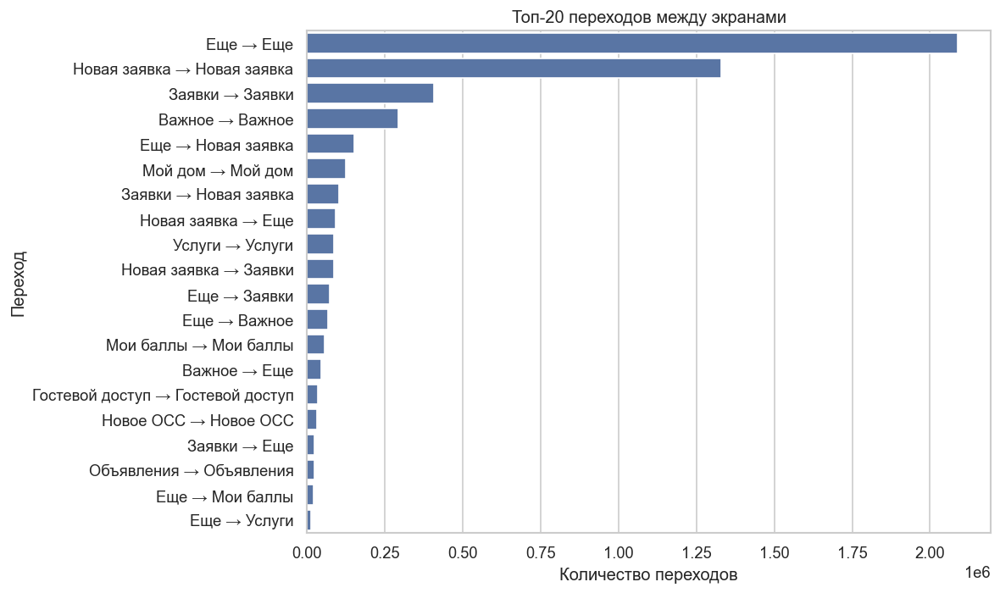 Топ-20 переходов между экранами
Переход
Еще → Еще
Новая заявка → Новая заявка
Заявки → Заявки
Важное → Важное
Еще → Новая заявка
Мой дом → Мой дом
Заявки → Новая заявка
Новая заявка → Еще
Услуги → Услуги
Новая заявка → Заявки
Еще → Заявки
Еще → Важное
Мои баллы → Мои баллы
Важное → Еще
Гостевой доступ → Гостевой доступ
Новое ОСС → Новое ОСС
Заявки → Еще
Объявления → Объявления
Еще → Мои баллы
Еще → Услуги
0.00 0.25 0.50 0.75 1.00 1.25 1.50 1.75 2.00
1e6
Количество переходов